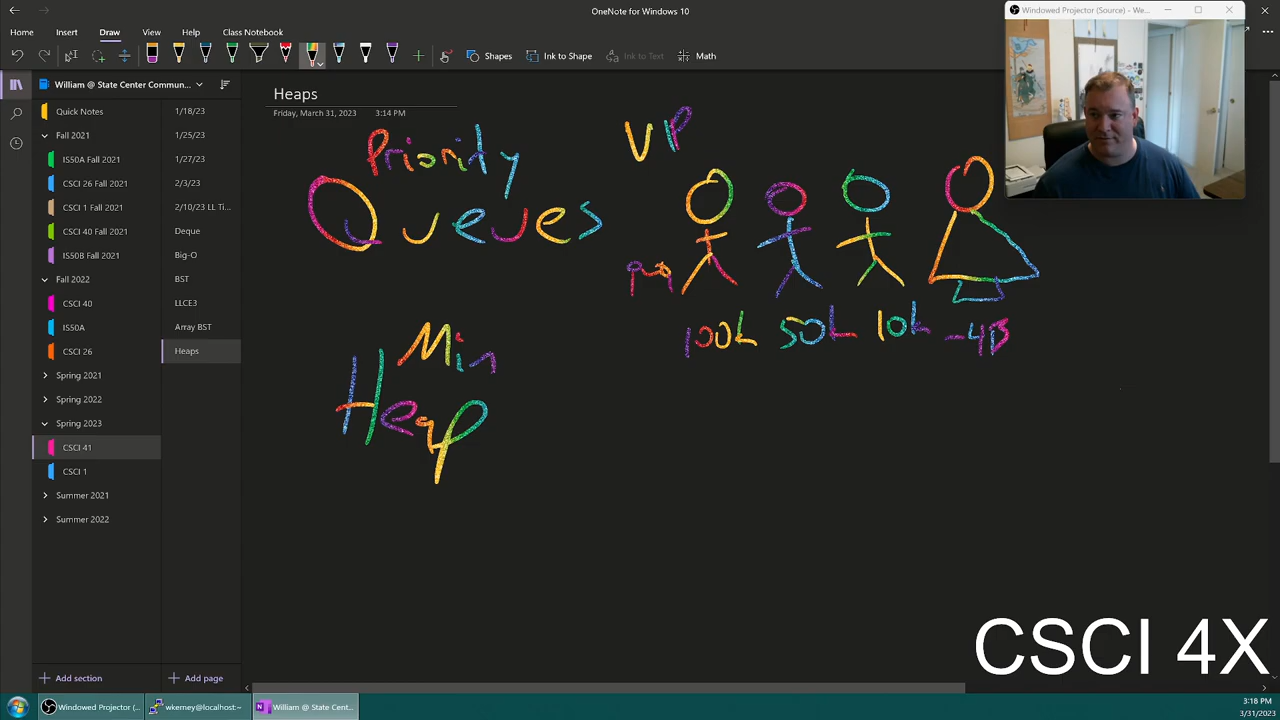 OneNote for Windows 10
Windowed Projector (Source) - We...
Home
Insert
Draw
View
Help
Class Notebook
Shapes
Ink to Shape
Ink to Text
Math
William @ State Center Commun...
Quick Notes
Fall 2021
IS50A Fall 2021
CSCI 26 Fall 2021
CSCI 1 Fall 2021
CSCI 40 Fall 2021
IS50B Fall 2021
Fall 2022
CSCI 40
IS50A
CSCI 26
Spring 2021
Spring 2022
Spring 2023
CSCI 41
CSCI 1
Summer 2021
Summer 2022
Add section
1/18/23
1/25/23
1/27/23
2/3/23
2/10/23 LL Ti...
Deque
Big-O
BST
LLCE3
Array BST
Heaps
Add page
Heaps
Friday, March 31, 2023 3:14 PM
Priority
Queues
VP
100k 50k 10k -4B
Min
Heap
CSCI 4X
Windowed Projector (...
wkerney@localhost:~
William @ State Cent...
3:18 PM
3/31/2023